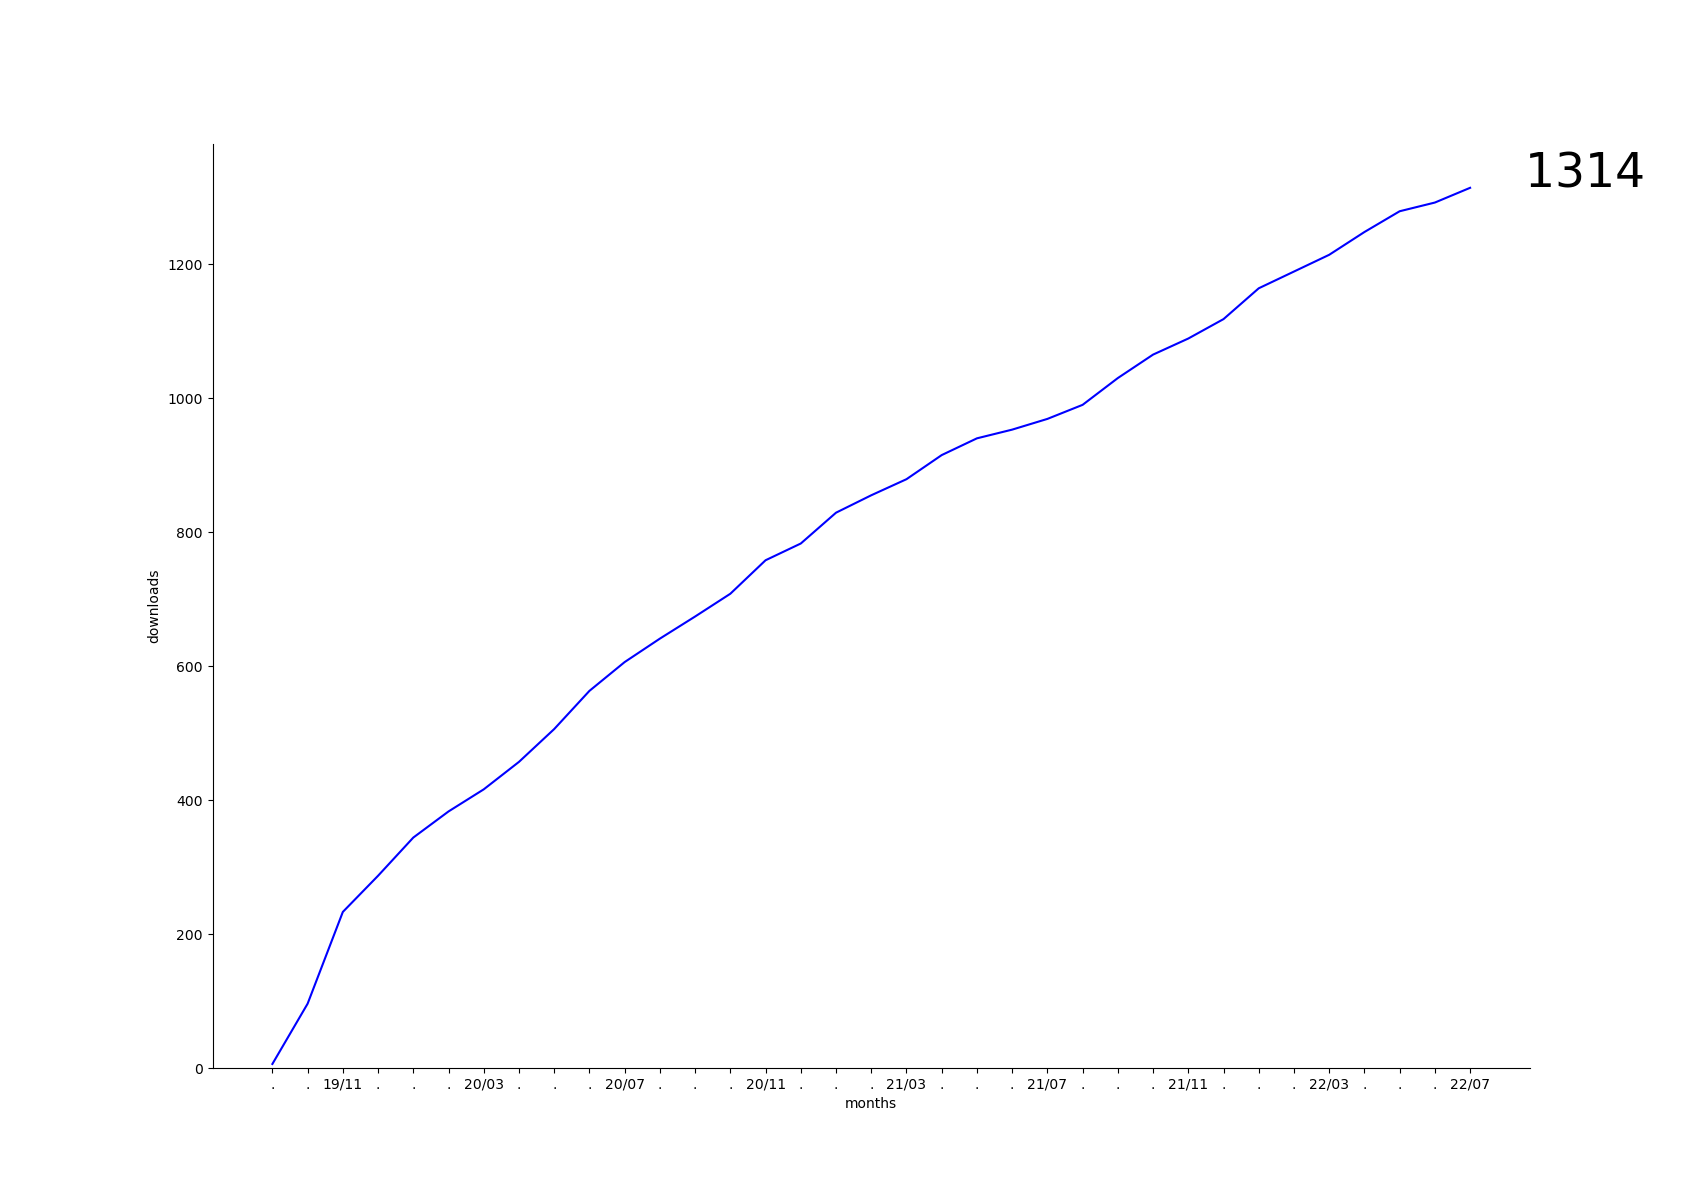 1314
1200
1000
800
600
400
200
0
downloads
. . 19/11 . . . 20/03 . . . 20/07 . . . 20/11 . . . 21/03 . . . 21/07 . . . 21/11 . . . 22/03 . . . 22/07
months